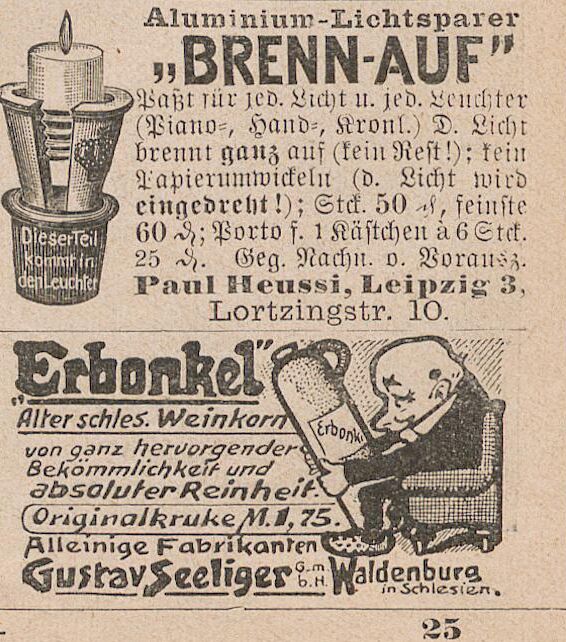 Aluminium-Lichtsparer
„BRENN-AUF"
Paßt für jed. Licht u. jed. Leuchter
(Piano-, Hand-, Kronl.) D. Licht
brennt ganz auf (kein Rest!); kein
Papierumwickeln (d. Licht wird
eingedreht!); Stck. 50 ₰, feinste
60 ₰; Porto f. 1 Kästchen à 6 Stck.
25 ₰. Geg. Nachn. o. Vorausz.
Paul Heussi, Leipzig 3,
Lortzingstr. 10.
Dieser Teil
kommt in
den Leuchter
„Erbonkel"
Alter schles. Weinkorn
von ganz hervorgender
Bekömmlichkeit und
absoluter Reinheit.
Originalkruke M. 1,75.
Alleinige Fabrikanten
Gustav Seeliger G.m.b.H. Waldenburg
in Schlesien.
Erbonk
25